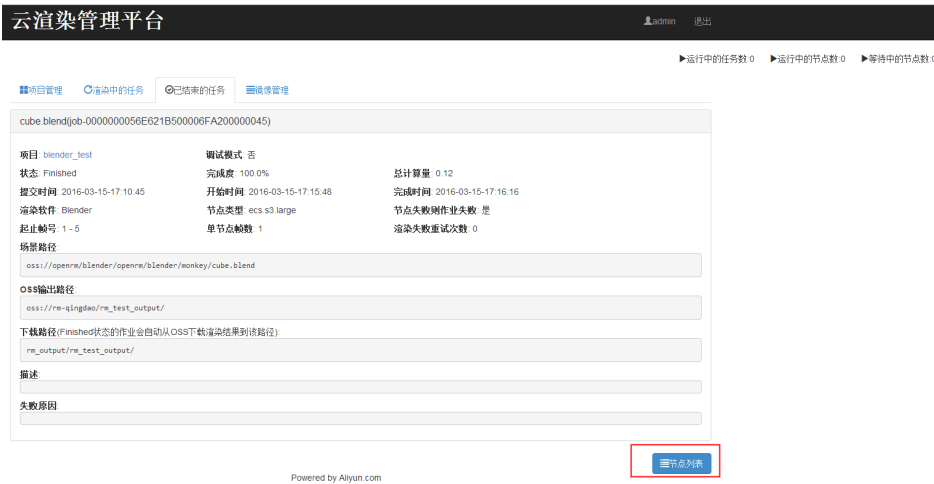 云渲染管理平台
admin 退出
▶运行中的任务数:0 ▶运行中的节点数:0 ▶等待中的节点数:0
项目管理 渲染中的任务 已结束的任务 镜像管理
cube.blend(job-0000000056E621B500006FA200000045)
项目: blender_test 调试模式: 否
状态: Finished 完成度: 100.0% 总计算量: 0.12
提交时间: 2016-03-15-17:10:45 开始时间: 2016-03-15-17:15:48 完成时间: 2016-03-15-17:16:16
渲染软件: Blender 节点类型: ecs.s3.large 节点失败则作业失败: 是
起止帧号: 1 - 5 单节点帧数: 1 渲染失败重试次数: 0
场景路径:
oss://openrm/blender/openrm/blender/monkey/cube.blend
OSS输出路径:
oss://rm-qingdao/rm_test_output/
下载路径(Finished状态的作业会自动从OSS下载渲染结果到该路径):
rm_output/rm_test_output/
描述:
失败原因:
节点列表
Powered by Aliyun.com